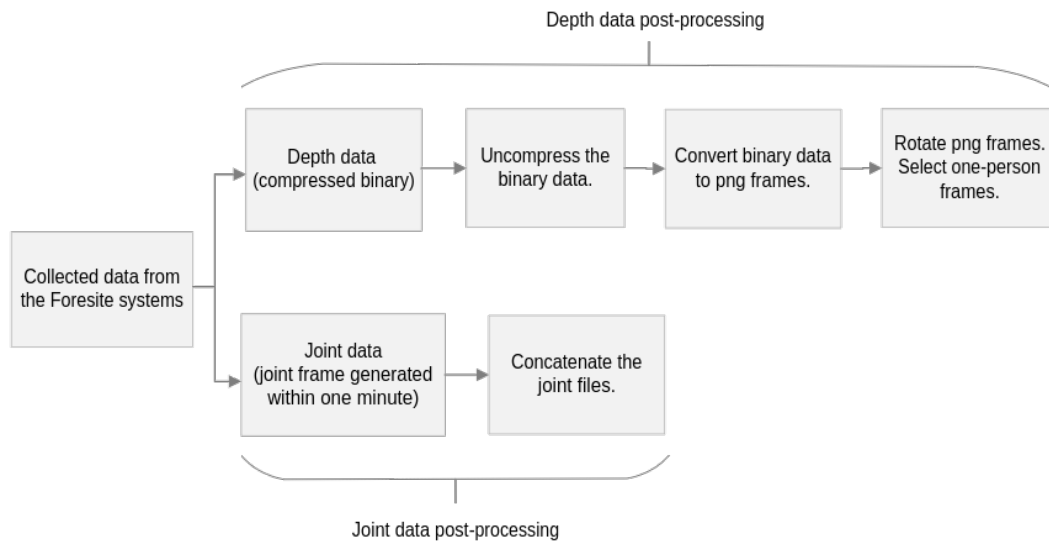 Depth data post-processing
Depth data
(compressed binary)
Uncompress the
binary data.
Convert binary data
to png frames.
Rotate png frames.
Select one-person
frames.
Collected data from
the Foresite systems
Joint data
(joint frame generated
within one minute)
Concatenate the
joint files.
Joint data post-processing